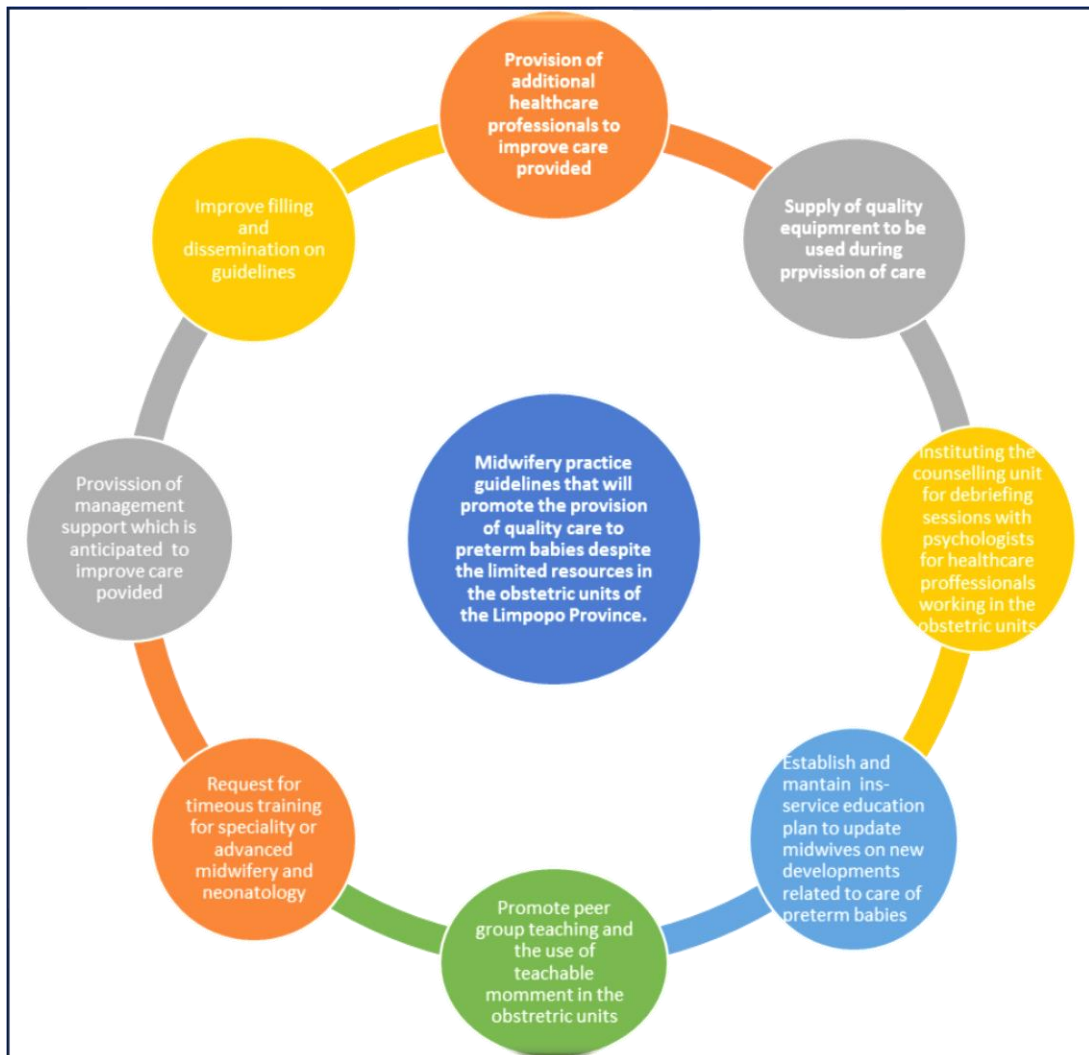 Provision of
additional
healthcare
professionals to
improve care
provided
Supply of quality
equipmrent to be
used during
prpvission of care
Instituting the
counselling unit
for debriefing
sessions with
psychologists
for healthcare
proffessionals
working in the
obstetric units
Establish and
mantain ins-
service education
plan to update
midwives on new
developments
related to care of
preterm babies
Promote peer
group teaching and
the use of
teachable
momment in the
obstretric units
Request for
timeous training
for speciality or
advanced
midwifery and
neonatology
Provission of
management
support which is
anticipated to
improve care
povided
Improve filling
and
dissemination on
guidelines
Midwifery practice
guidelines that will
promote the provision
of quality care to
preterm babies despite
the limited resources in
the obstetric units of
the Limpopo Province.